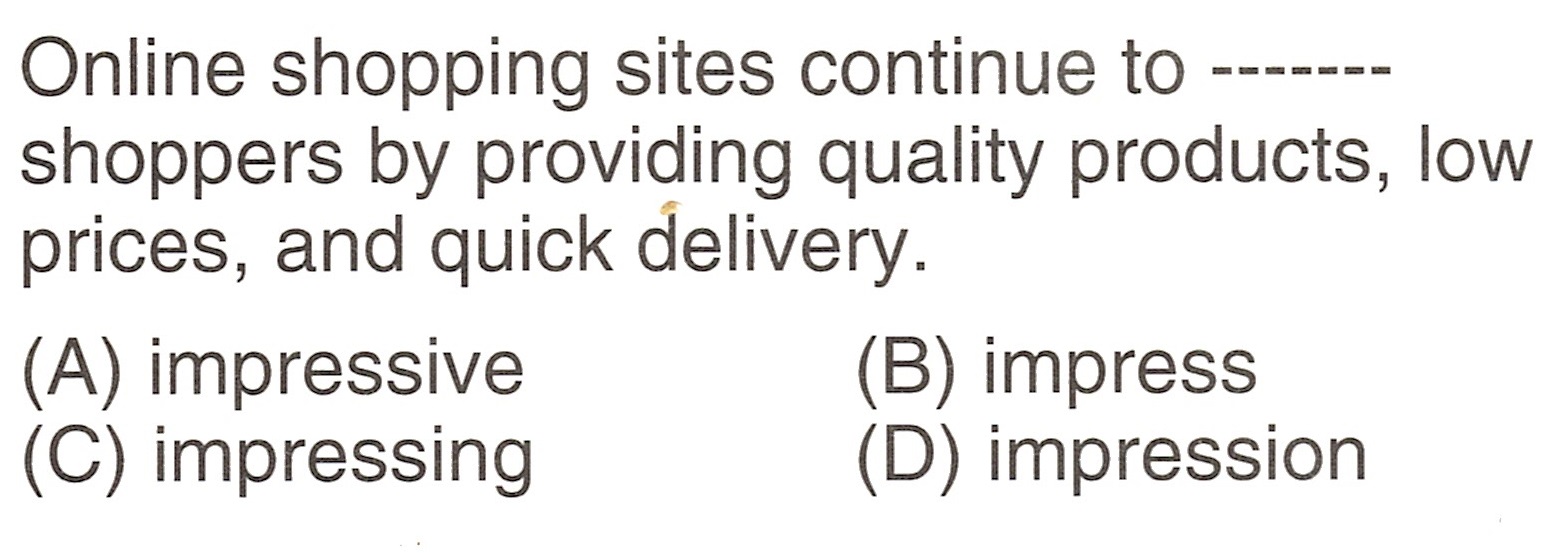 Online shopping sites continue to -------
shoppers by providing quality products, low
prices, and quick delivery.
(A) impressive (B) impress
(C) impressing (D) impression